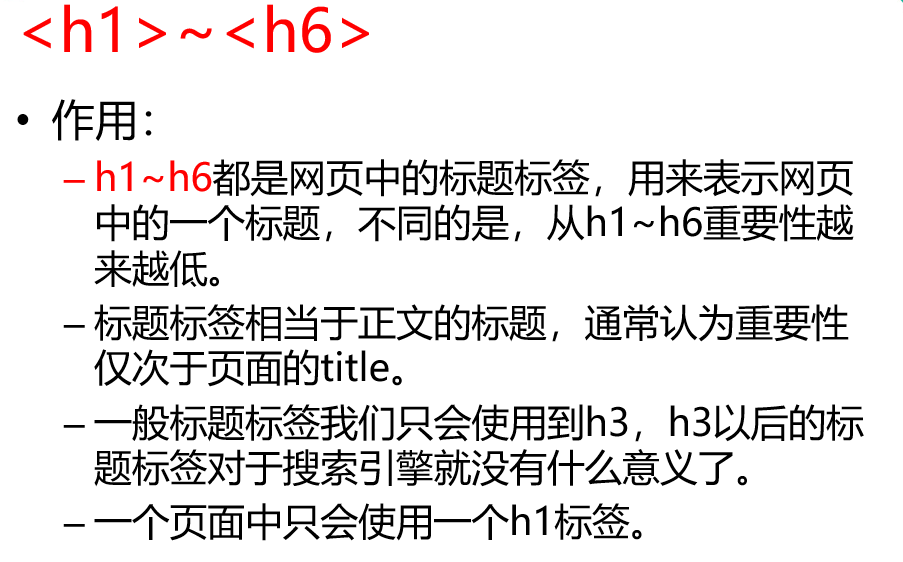 <h1>~<h6>
• 作用：
– h1~h6都是网页中的标题标签，用来表示网页
中的一个标题，不同的是，从h1~h6重要性越
来越低。
– 标题标签相当于正文的标题，通常认为重要性
仅次于页面的title。
– 一般标题标签我们只会使用到h3，h3以后的标
题标签对于搜索引擎就没有什么意义了。
– 一个页面中只会使用一个h1标签。